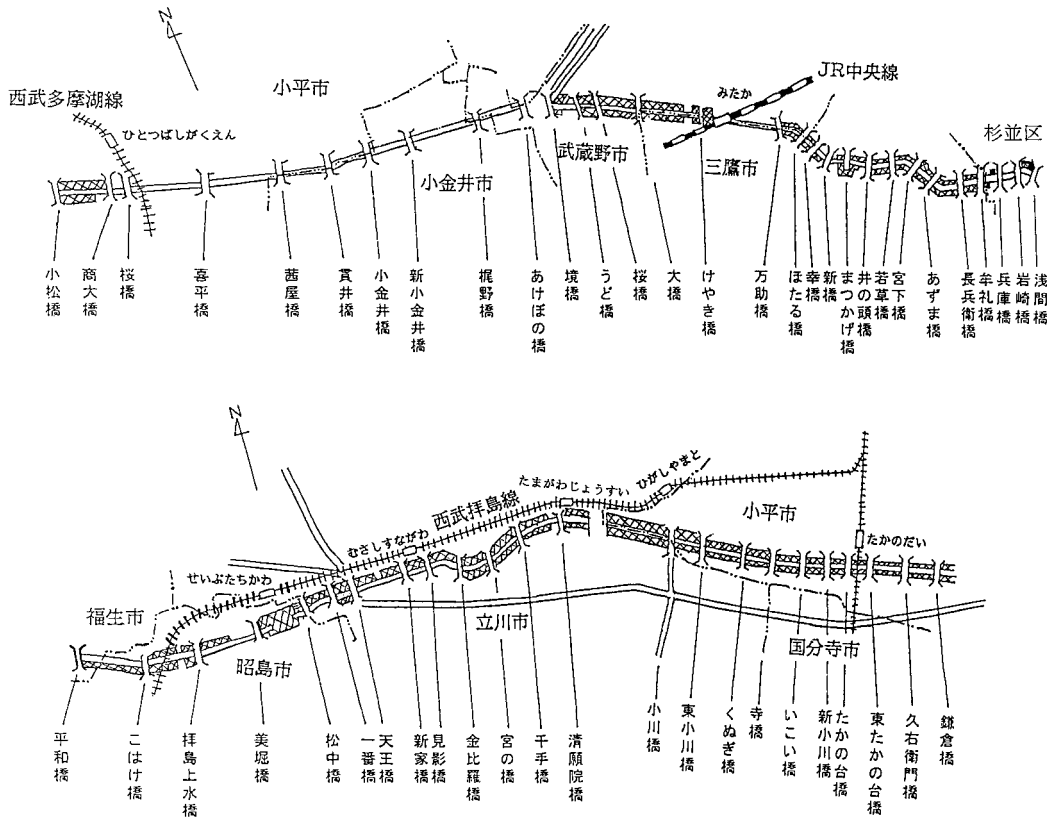 N
小平市
西武多摩湖線
ひとつばしがくえん
JR中央線
みたか
杉並区
武蔵野市
三鷹市
小金井市
小松橋
商大橋
桜橋
喜平橋
茜屋橋
貫井橋
小金井橋
新小金井橋
梶野橋
あけぼの橋
境橋
うど橋
桜橋
大橋
けやき橋
万助橋
ほたる橋
幸橋
新橋
まつかげ橋
井の頭橋
若草橋
宮下橋
あずま橋
長兵衛橋
牟礼橋
兵庫橋
岩崎橋
浅間橋
N
ひがしやまと
たまがわじょうすい
西武拝島線
小平市
むさしすながわ
たかのだい
せいぶたちかわ
福生市
立川市
昭島市
国分寺市
平和橋
こはけ橋
拝島上水橋
美堀橋
松中橋
一番橋
天王橋
新家橋
見影橋
金比羅橋
宮の橋
千手橋
清願院橋
小川橋
東小川橋
くぬぎ橋
寺橋
いこい橋
新小川橋
たかの台橋
東たかの台橋
久右衛門橋
鎌倉橋